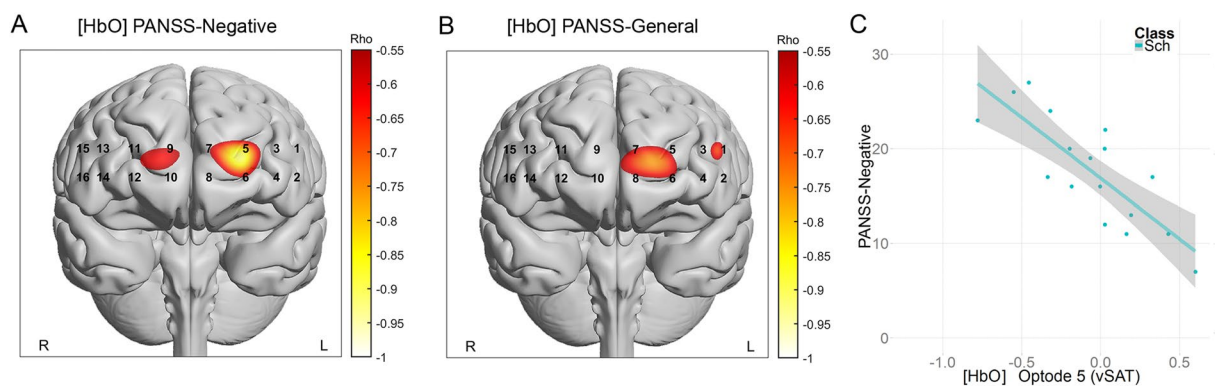 A
[HbO] PANSS-Negative
Rho
-0.55
-0.6
-0.65
-0.7
-0.75
-0.8
-0.85
-0.9
-0.95
-1
15 13 11 9 7 5 3 1
16 14 12 10 8 6 4 2
R L
B
[HbO] PANSS-General
Rho
-0.55
-0.6
-0.65
-0.7
-0.75
-0.8
-0.85
-0.9
-0.95
-1
15 13 11 9 7 5 3 1
16 14 12 10 8 6 4 2
R L
C
Class
Sch
PANSS-Negative
30
20
10
0
-1.0 -0.5 0.0 0.5
[HbO] Optode 5 (vSAT)